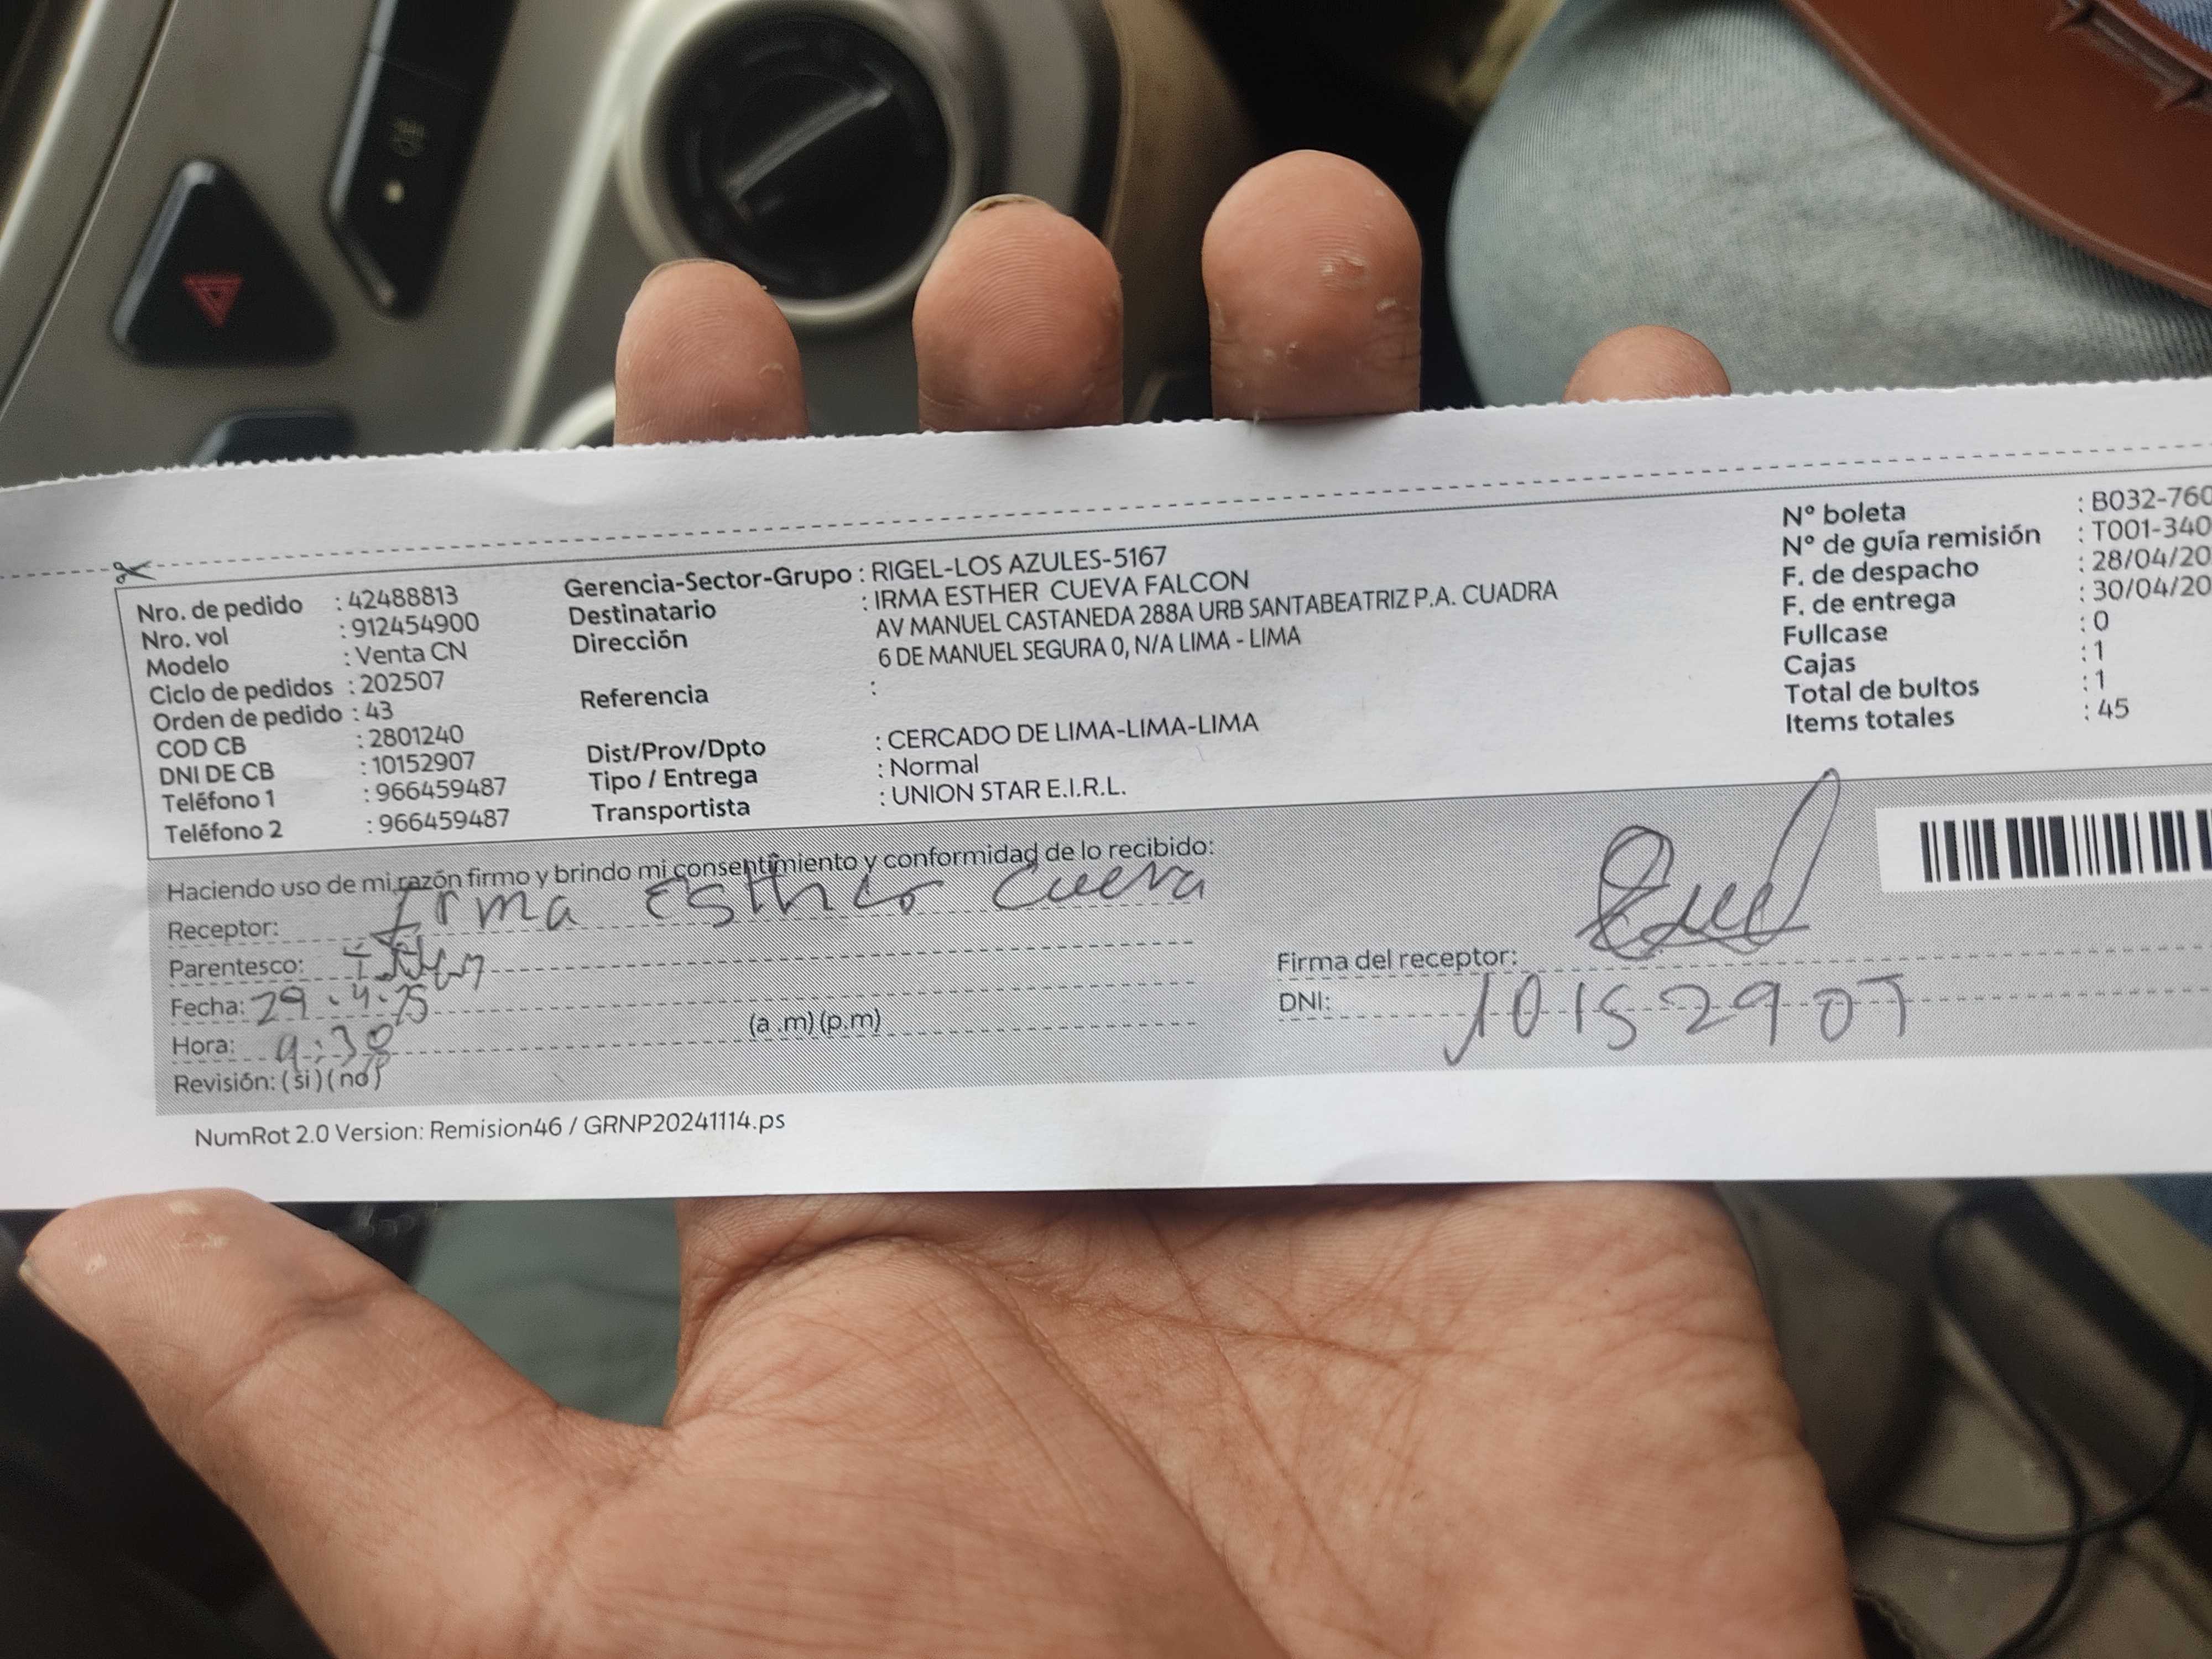 Nro. de pedido : 42488813
Nro. vol : 912454900
Modelo : Venta CN
Ciclo de pedidos : 202507
Orden de pedido : 43
COD CB : 2801240
DNI DE CB : 10152907
Teléfono 1 : 966459487
Teléfono 2 : 966459487
Gerencia-Sector-Grupo : RIGEL-LOS AZULES-5167
Destinatario : IRMA ESTHER CUEVA FALCON
Dirección AV MANUEL CASTANEDA 288A URB SANTABEATRIZ P.A. CUADRA
6 DE MANUEL SEGURA 0, N/A LIMA - LIMA
Referencia :
Dist/Prov/Dpto : CERCADO DE LIMA-LIMA-LIMA
Tipo / Entrega : Normal
Transportista : UNION STAR E.I.R.L.
N° boleta : B032-760
N° de guía remisión : T001-340
F. de despacho : 28/04/20
F. de entrega : 30/04/20
Fullcase : 0
Cajas : 1
Total de bultos : 1
Items totales : 45
Haciendo uso de mi razón firmo y brindo mi consentimiento y conformidad de lo recibido:
Receptor: Irma Esther Cueva
Parentesco:
Fecha: 29.4.25
Hora: 9:30 (a .m) (p.m)
Revisión: (si) (no)
Firma del receptor:
DNI: 10152907
NumRot 2.0 Version: Remision46 / GRNP20241114.ps